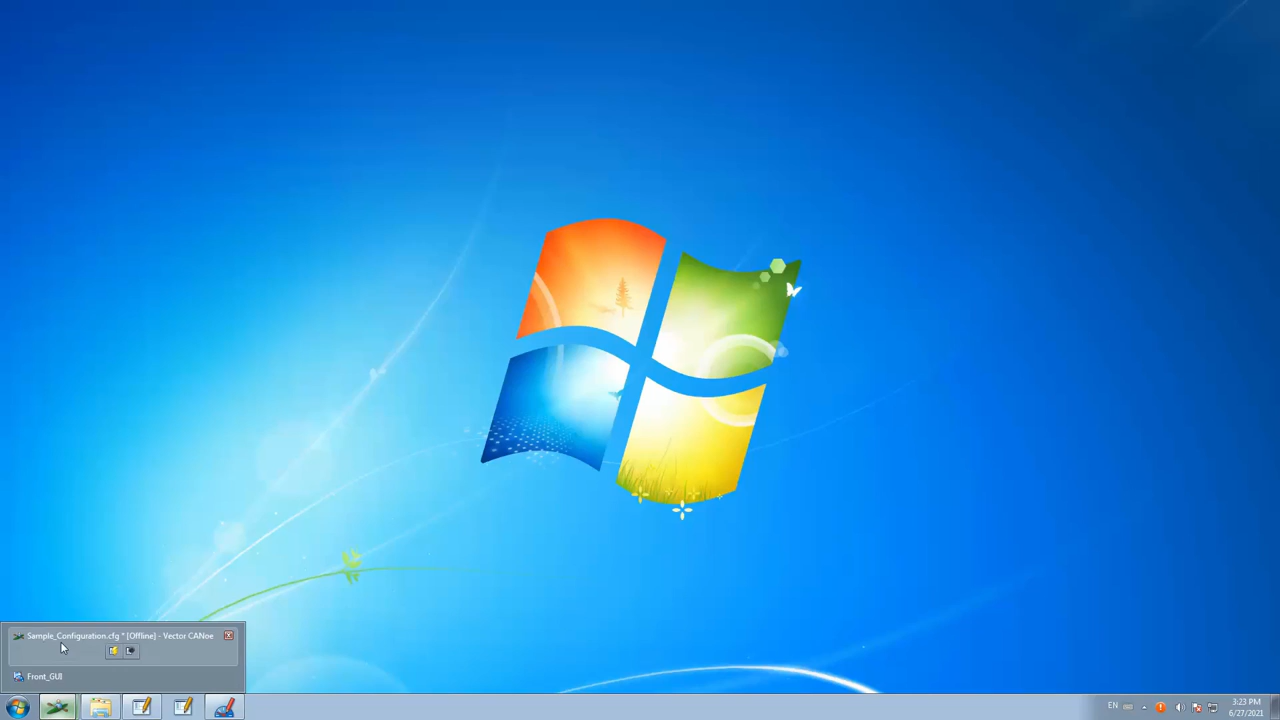 Sample_Configuration.cfg * [Offline] - Vector CANoe
Front_GUI
EN
3:23 PM
6/27/2021